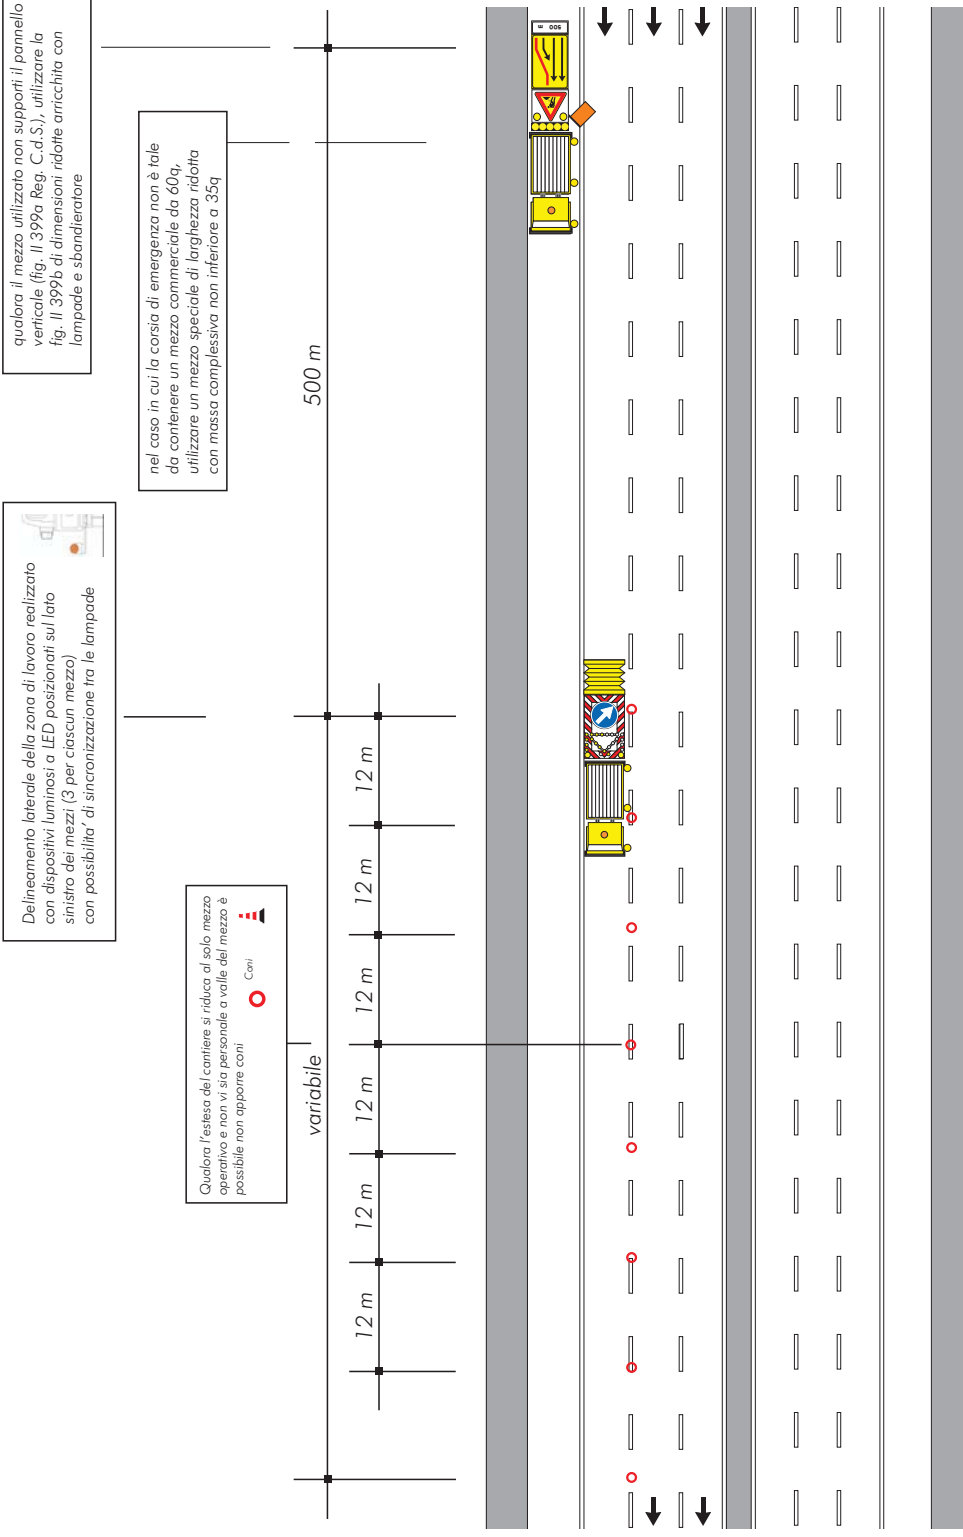 qualora il mezzo utilizzato non supporti il pannello
verticale (fig. II 399a Reg. C.d.S.), utilizzare la
fig. II 399b di dimensioni ridotte arricchita con
lampade e sbandieratore
nel caso in cui la corsia di emergenza non è tale
da contenere un mezzo commerciale da 60q,
utilizzare un mezzo speciale di larghezza ridotta
con massa complessiva non inferiore a 35q
Delineamento laterale della zona di lavoro realizzato
con dispositivi luminosi a LED posizionati sul lato
sinistro dei mezzi (3 per ciascun mezzo)
con possibilita' di sincronizzazione tra le lampade
Qualora l'estesa del cantiere si riduca al solo mezzo
operativo e non vi sia personale a valle del mezzo è
possibile non apporre coni
Coni
500 m
variabile
12 m
12 m
12 m
12 m
12 m
12 m
500 m